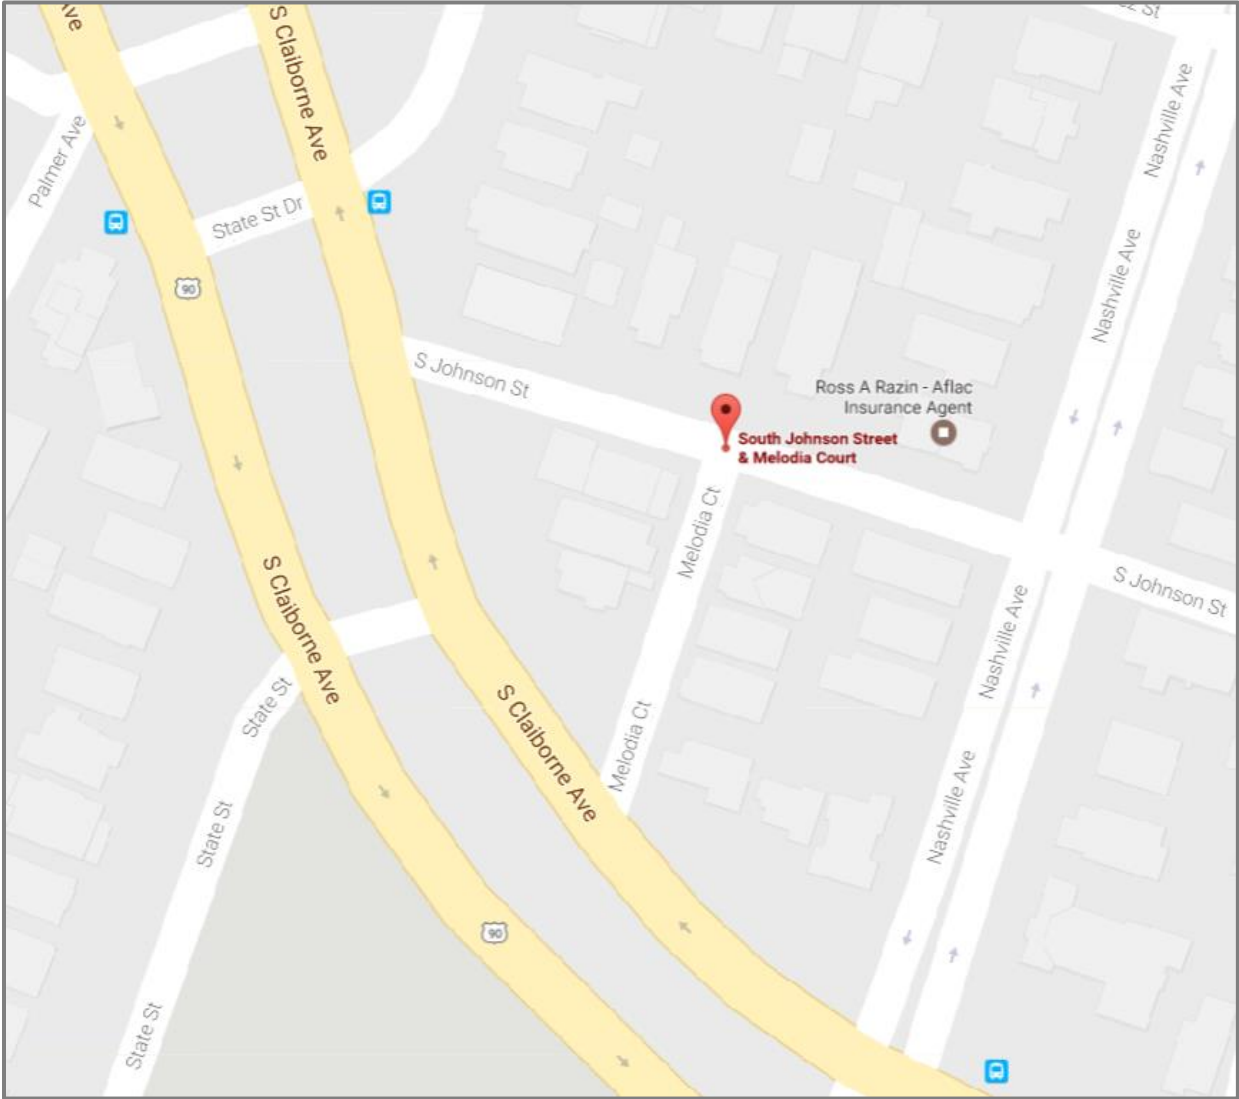 S Claiborne Ave
Nashville Ave
Palmer Ave
State St Dr
Nashville Ave
90
S Johnson St
Ross A Razin - Aflac
Insurance Agent
South Johnson Street
& Melodia Court
Melodia Ct
S Claiborne Ave
Nashville Ave
S Johnson St
State St
S Claiborne Ave
Melodia Ct
Nashville Ave
State St
90
State St